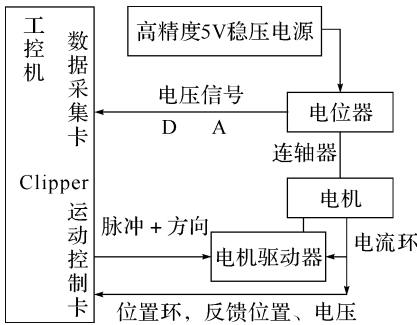 工控机
数据采集卡
Clipper
运动控制卡
高精度5V稳压电源
电压信号
D A
电位器
连轴器
电机
脉冲+方向
电机驱动器
电流环
位置环，反馈位置、电压